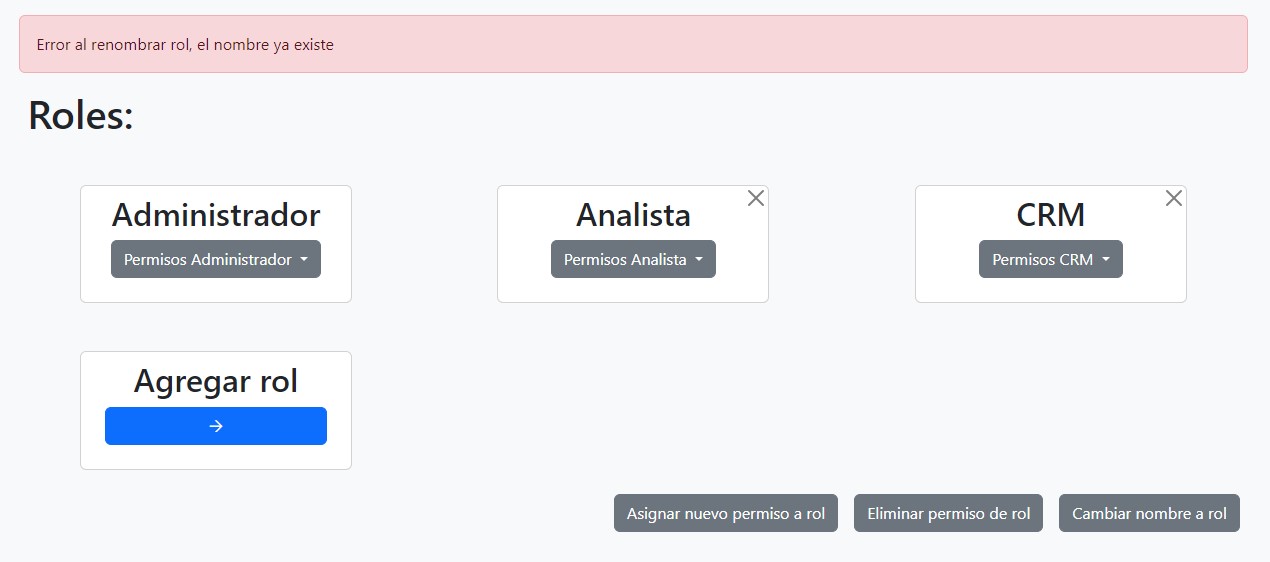 Error al renombrar rol, el nombre ya existe
Roles:
Administrador
Permisos Administrador
Analista
Permisos Analista
CRM
Permisos CRM
Agregar rol
→
Asignar nuevo permiso a rol
Eliminar permiso de rol
Cambiar nombre a rol